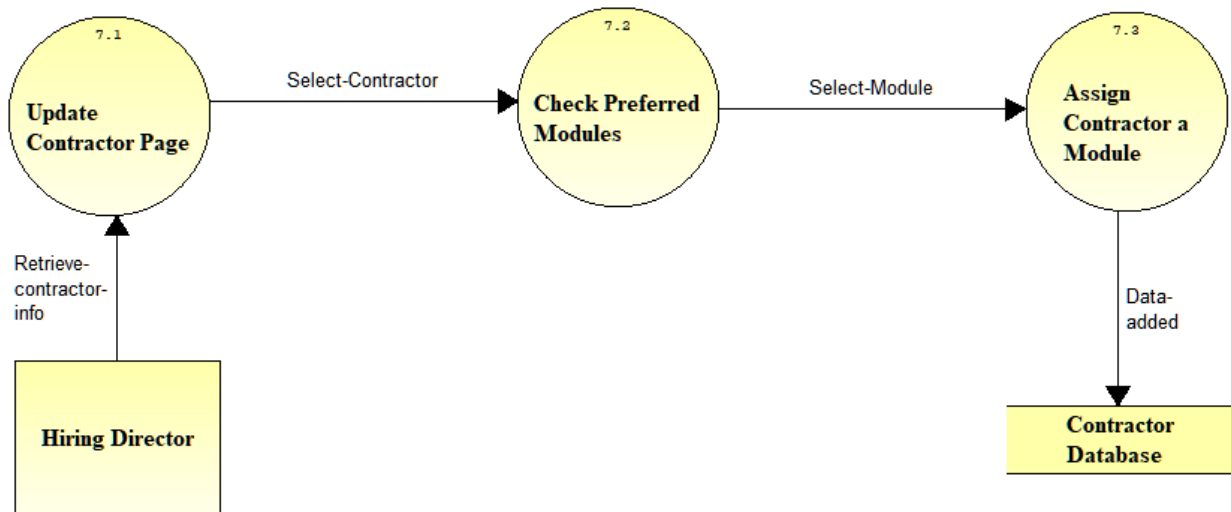 7.1
Update
Contractor Page
Select-Contractor
7.2
Check Preferred
Modules
Select-Module
7.3
Assign
Contractor a
Module
Retrieve-
contractor-
info
Data-
added
Hiring Director
Contractor
Database